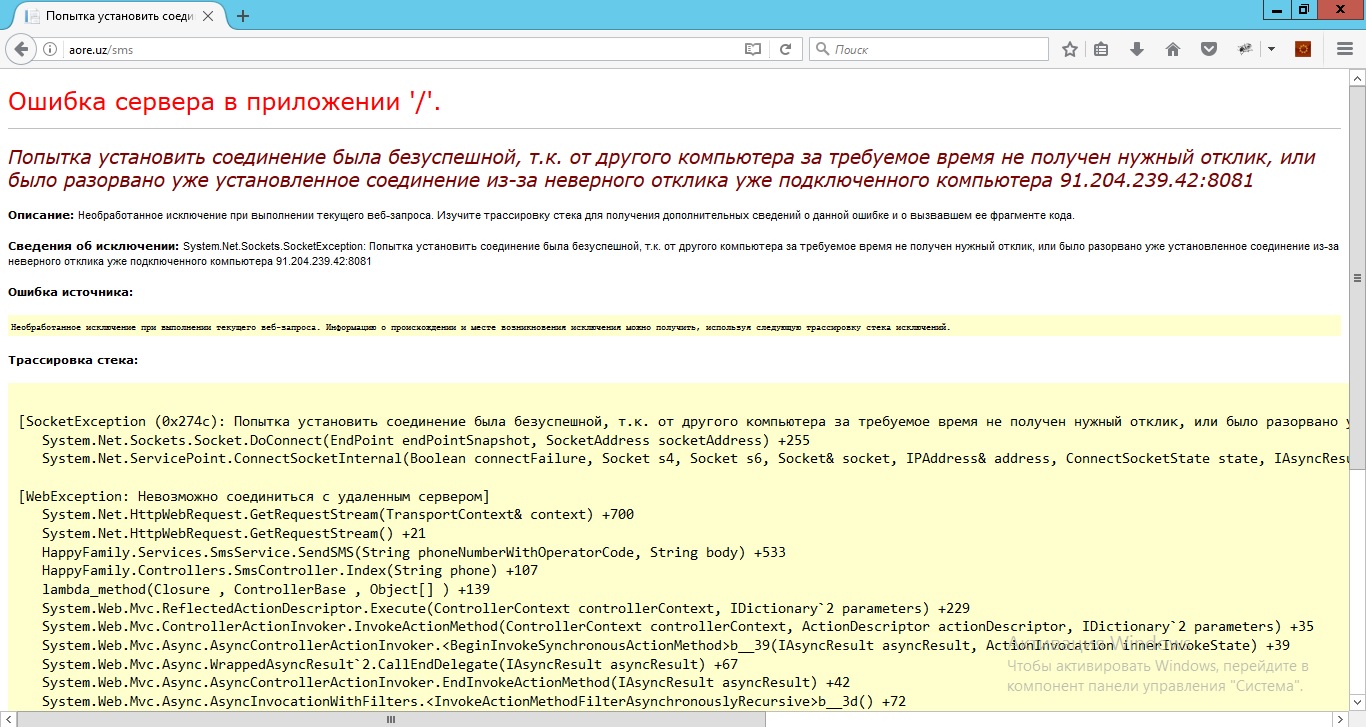 Попытка установить соеди
aore.uz/sms
Поиск
Ошибка сервера в приложении '/'.
Попытка установить соединение была безуспешной, т.к. от другого компьютера за требуемое время не получен нужный отклик, или
было разорвано уже установленное соединение из-за неверного отклика уже подключенного компьютера 91.204.239.42:8081
Описание: Необработанное исключение при выполнении текущего веб-запроса. Изучите трассировку стека для получения дополнительных сведений о данной ошибке и о вызвавшем ее фрагменте кода.
Сведения об исключении: System.Net.Sockets.SocketException: Попытка установить соединение была безуспешной, т.к. от другого компьютера за требуемое время не получен нужный отклик, или было разорвано уже установленное соединение из-за
неверного отклика уже подключенного компьютера 91.204.239.42:8081
Ошибка источника:
Необработанное исключение при выполнении текущего веб-запроса. Информацию о происхождении и месте возникновения исключения можно получить, используя следующую трассировку стека исключений.
Трассировка стека:
[SocketException (0x274c): Попытка установить соединение была безуспешной, т.к. от другого компьютера за требуемое время не получен нужный отклик, или было разорвано у
System.Net.Sockets.Socket.DoConnect(EndPoint endPointSnapshot, SocketAddress socketAddress) +255
System.Net.ServicePoint.ConnectSocketInternal(Boolean connectFailure, Socket s4, Socket s6, Socket& socket, IPAddress& address, ConnectSocketState state, IAsyncResu
[WebException: Невозможно соединиться с удаленным сервером]
System.Net.HttpWebRequest.GetRequestStream(TransportContext& context) +700
System.Net.HttpWebRequest.GetRequestStream() +21
HappyFamily.Services.SmsService.SendSMS(String phoneNumberWithOperatorCode, String body) +533
HappyFamily.Controllers.SmsController.Index(String phone) +107
lambda_method(Closure , ControllerBase , Object[] ) +139
System.Web.Mvc.ReflectedActionDescriptor.Execute(ControllerContext controllerContext, IDictionary`2 parameters) +229
System.Web.Mvc.ControllerActionInvoker.InvokeActionMethod(ControllerContext controllerContext, ActionDescriptor actionDescriptor, IDictionary`2 parameters) +35
System.Web.Mvc.Async.AsyncControllerActionInvoker.<BeginInvokeSynchronousActionMethod>b__39(IAsyncResult asyncResult, ActionInvocation innerInvokeState) +39
System.Web.Mvc.Async.WrappedAsyncResult`2.CallEndDelegate(IAsyncResult asyncResult) +67
System.Web.Mvc.Async.AsyncControllerActionInvoker.EndInvokeActionMethod(IAsyncResult asyncResult) +42
System.Web.Mvc.Async.AsyncInvocationWithFilters.<InvokeActionMethodFilterAsynchronouslyRecursive>b__3d() +72
Активация Windows
Чтобы активировать Windows, перейдите в
компонент панели управления "Система".